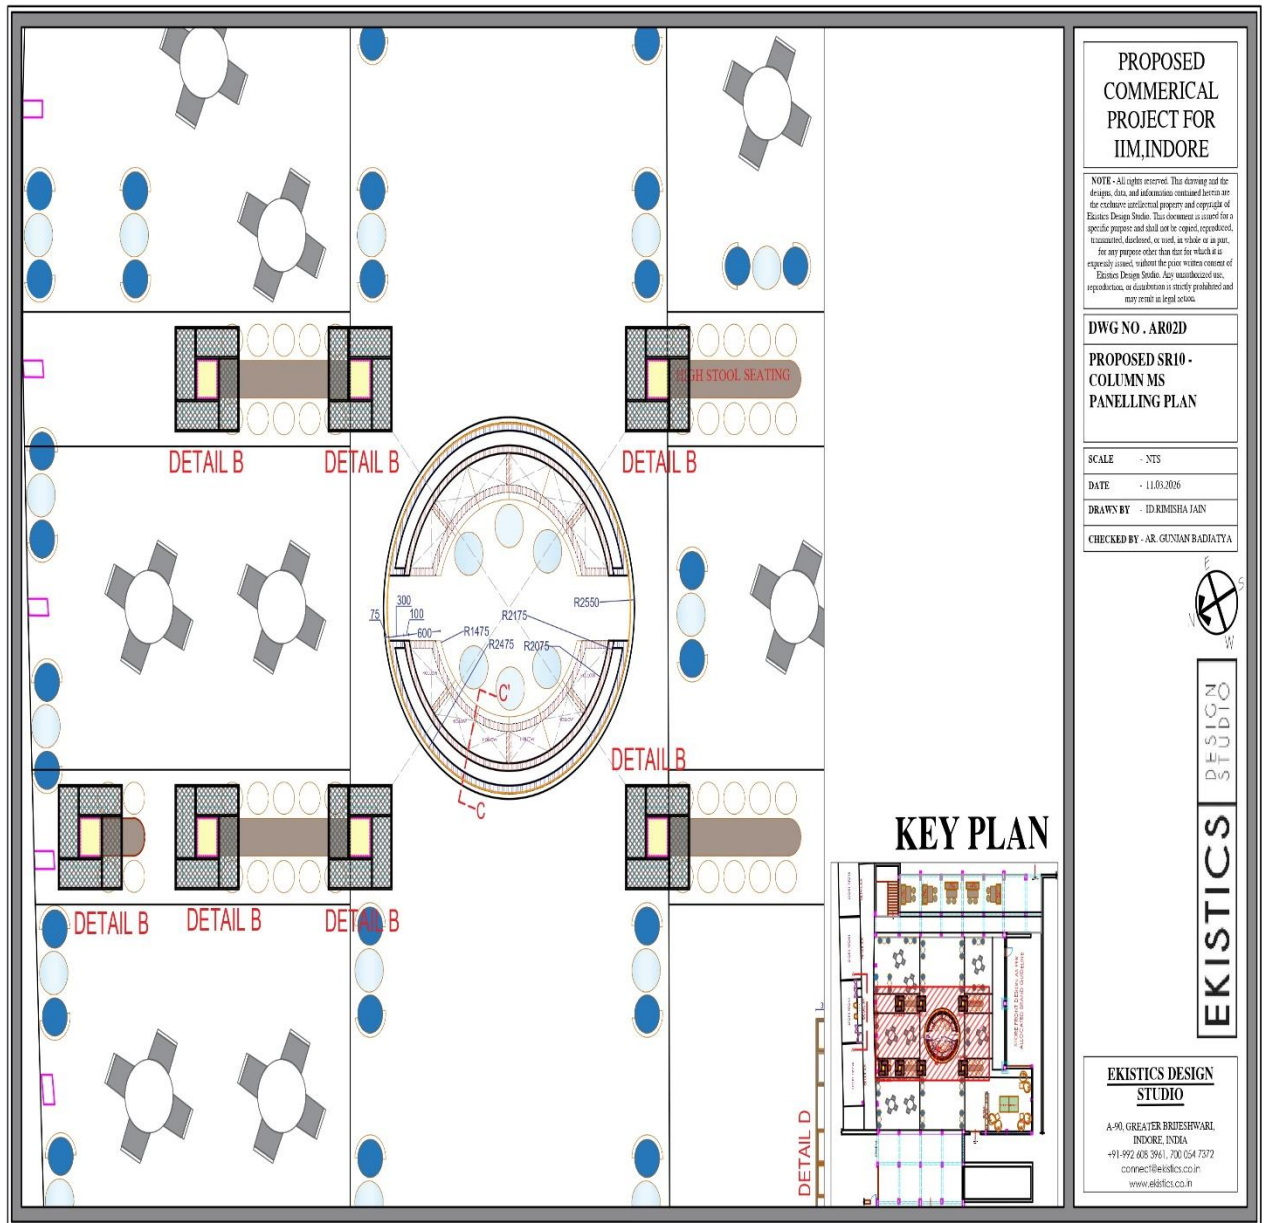 PROPOSED
COMMERICAL
PROJECT FOR
IIM,INDORE
NOTE - All rights reserved. This drawing and the
designs, data, and information contained herein are
the exclusive intellectual property and copyright of
Ekistics Design Studio. This document is issued for a
specific purpose and shall not be copied, reproduced,
transmitted, disclosed, or used, in whole or in part,
for any purpose other than that for which it is
expressly issued, without the prior written consent of
Ekistics Design Studio. Any unauthorized use,
reproduction, or distribution is strictly prohibited and
may result in legal action.
DWG NO . AR02D
PROPOSED SR10 -
COLUMN MS
PANELLING PLAN
SCALE - NTS
DATE - 11.03.2026
DRAWN BY - ID.RIMISHA JAIN
CHECKED BY - AR. GUNJAN BADJATYA
E
S
W
DESIGN
STUDIO
EKISTICS
EKISTICS DESIGN
STUDIO
A-90, GREATER BRIJESHWARI,
INDORE, INDIA
+91-992 608 3961, 700 054 7372
connect@ekistics.co.in
www.ekistics.co.in
HIGH STOOL SEATING
DETAIL B
DETAIL B
DETAIL B
300
75
100
600
R1475
R2475
R2175
R2075
R2550
HOLLOW
HOLLOW
HOLLOW
HOLLOW
HOLLOW
C'
C
DETAIL B
DETAIL B
DETAIL B
DETAIL B
DETAIL D
KEY PLAN